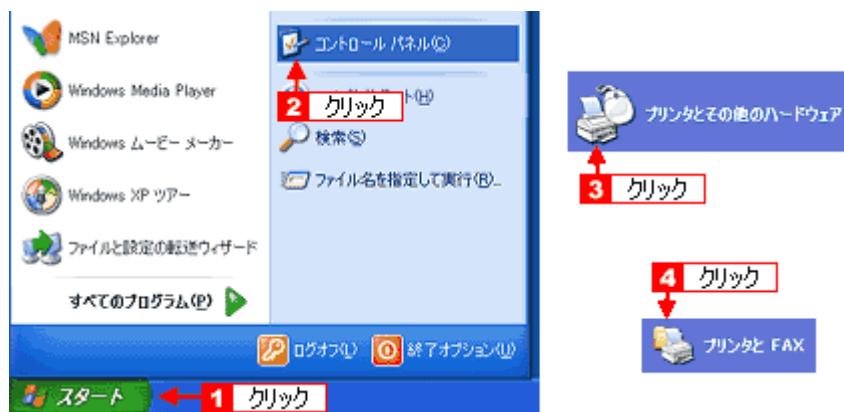 MSN Explorer
Windows Media Player
Windows ムービー メーカー
Windows XP ツアー
ファイルと設定の転送ウィザード
すべてのプログラム(P)
コントロール パネル(C)
2 クリック
ト(H)
検索(S)
ファイル名を指定して実行(R)...
ログオフ(L)
終了オプション(U)
スタート
1 クリック
プリンタとその他のハードウェア
3 クリック
4 クリック
プリンタと FAX